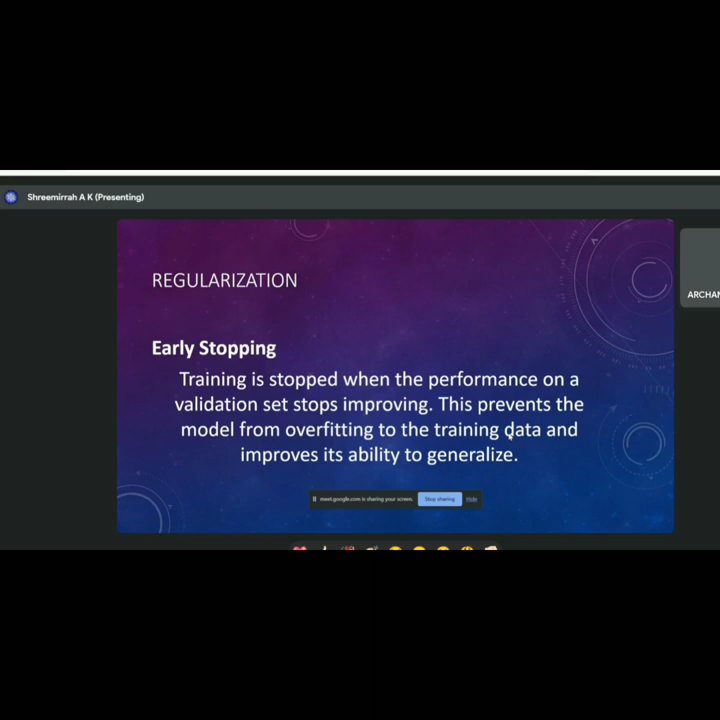 Shreemirrah A K (Presenting)
REGULARIZATION
ARCHAN
Early Stopping
Training is stopped when the performance on a
validation set stops improving. This prevents the
model from overfitting to the training data and
improves its ability to generalize.
meet.google.com is sharing your screen. Stop sharing Hide